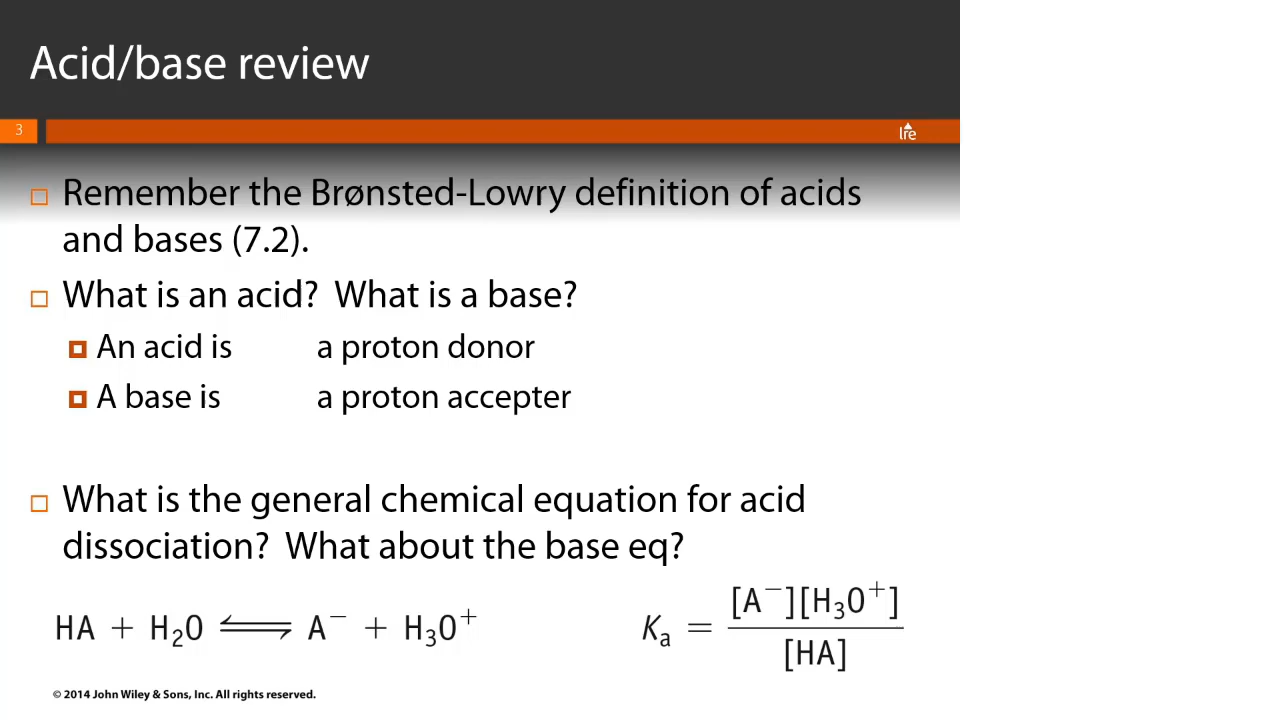 Acid/base review
3
lre
Remember the Brønsted-Lowry definition of acids
and bases (7.2).
What is an acid?  What is a base?
An acid is a proton donor
A base is a proton accepter
What is the general chemical equation for acid
dissociation?  What about the base eq?
HA + H₂O ⇌ A⁻ + H₃O⁺
Kₐ = [A⁻][H₃O⁺] / [HA]
© 2014 John Wiley & Sons, Inc. All rights reserved.